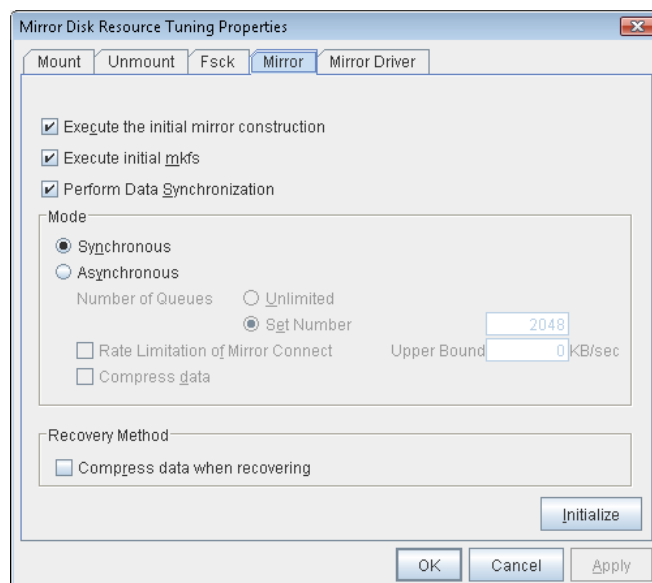 Mirror Disk Resource Tuning Properties
Mount Unmount Fsck Mirror Mirror Driver
Execute the initial mirror construction
Execute initial mkfs
Perform Data Synchronization
Mode
Synchronous
Asynchronous
Number of Queues Unlimited
Set Number 2048
Rate Limitation of Mirror Connect Upper Bound 0 KB/sec
Compress data
Recovery Method
Compress data when recovering
Initialize
OK Cancel Apply